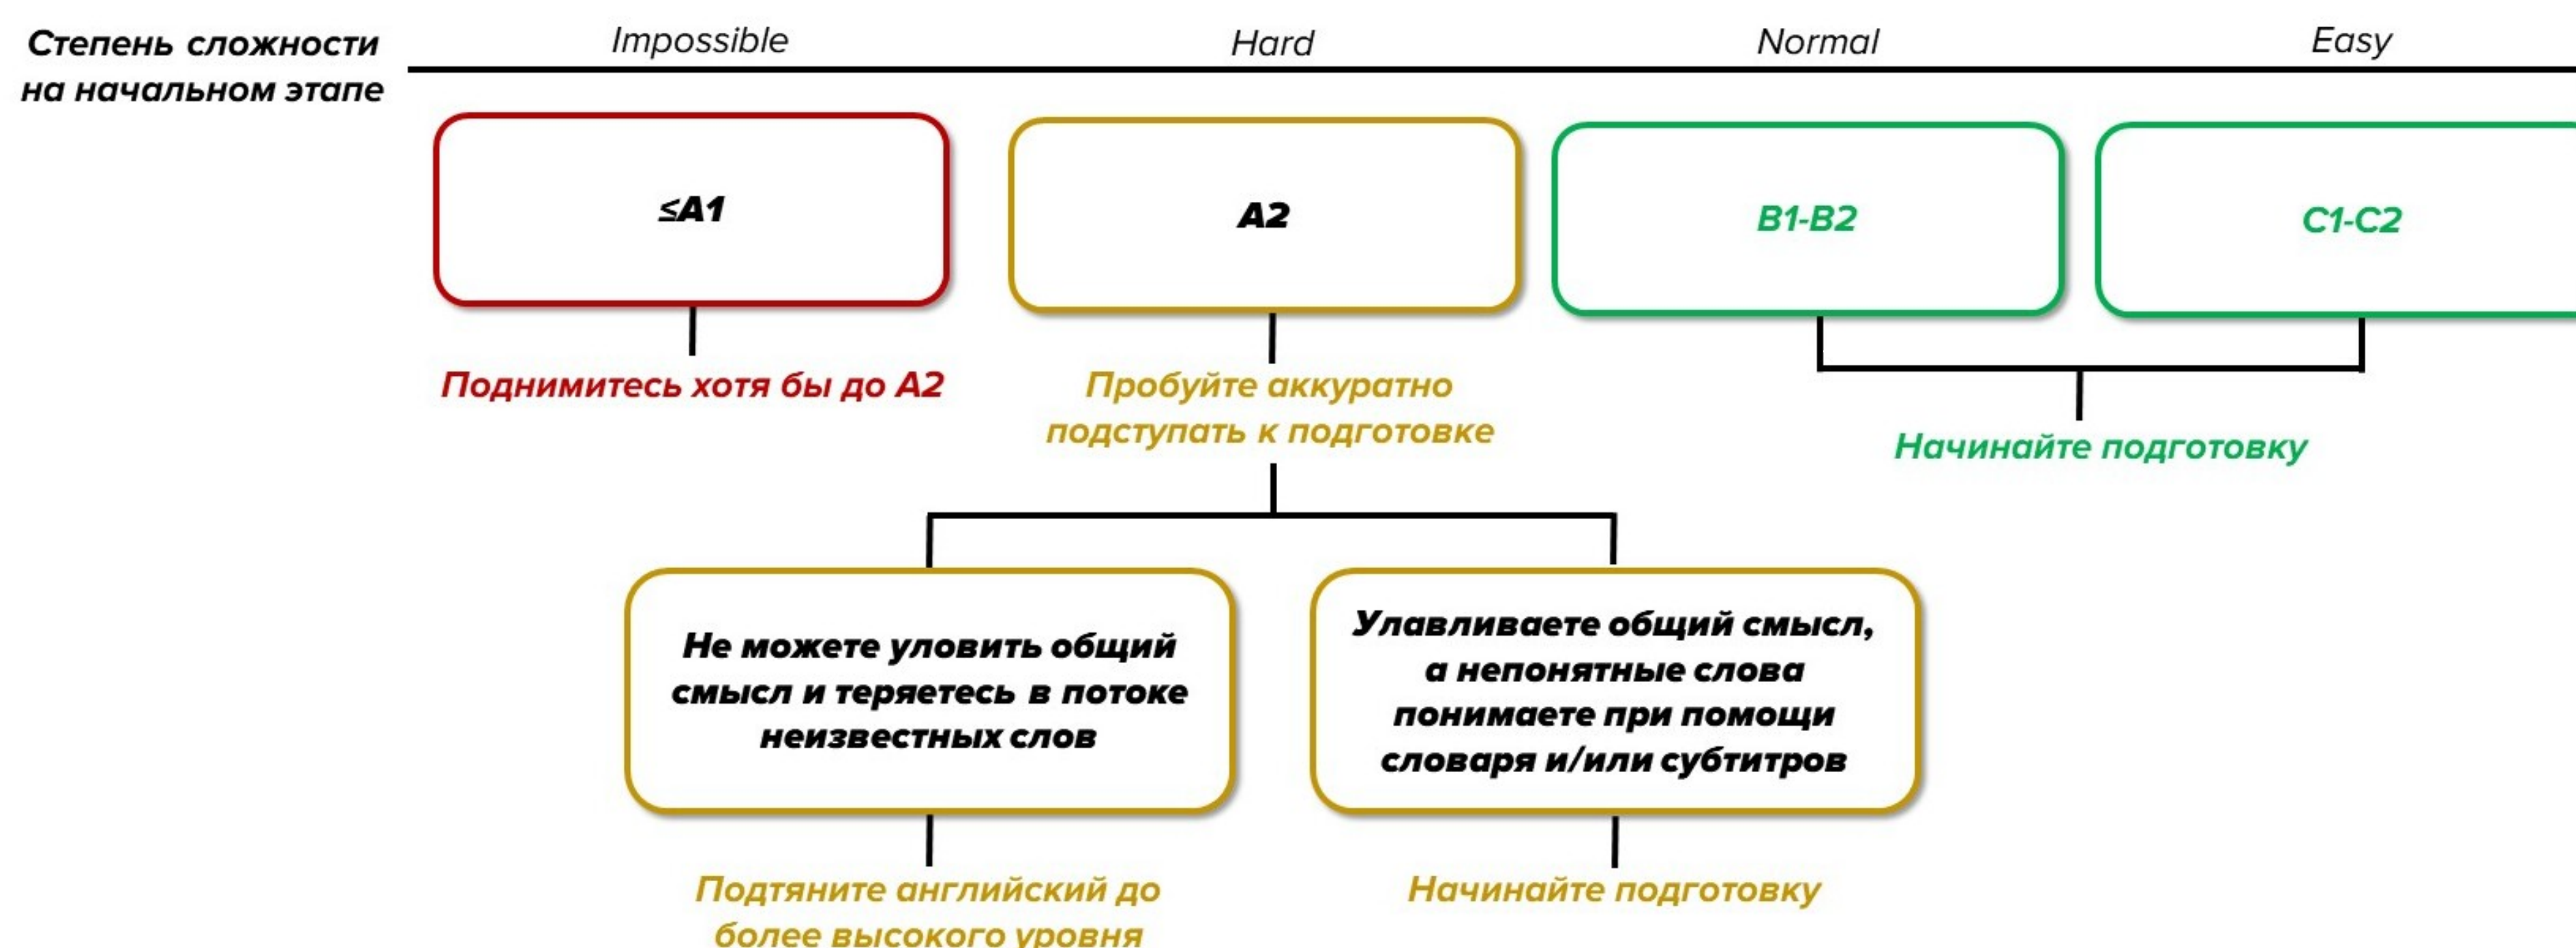 Степень сложности
на начальном этапе
Impossible
Hard
Normal
Easy
≤A1
A2
B1-B2
C1-C2
Поднимитесь хотя бы до A2
Пробуйте аккуратно
подступать к подготовке
Начинайте подготовку
Не можете уловить общий
смысл и теряетесь в потоке
неизвестных слов
Улавливаете общий смысл,
а непонятные слова
понимаете при помощи
словаря и/или субтитров
Подтяните английский до
более высокого уровня
Начинайте подготовку